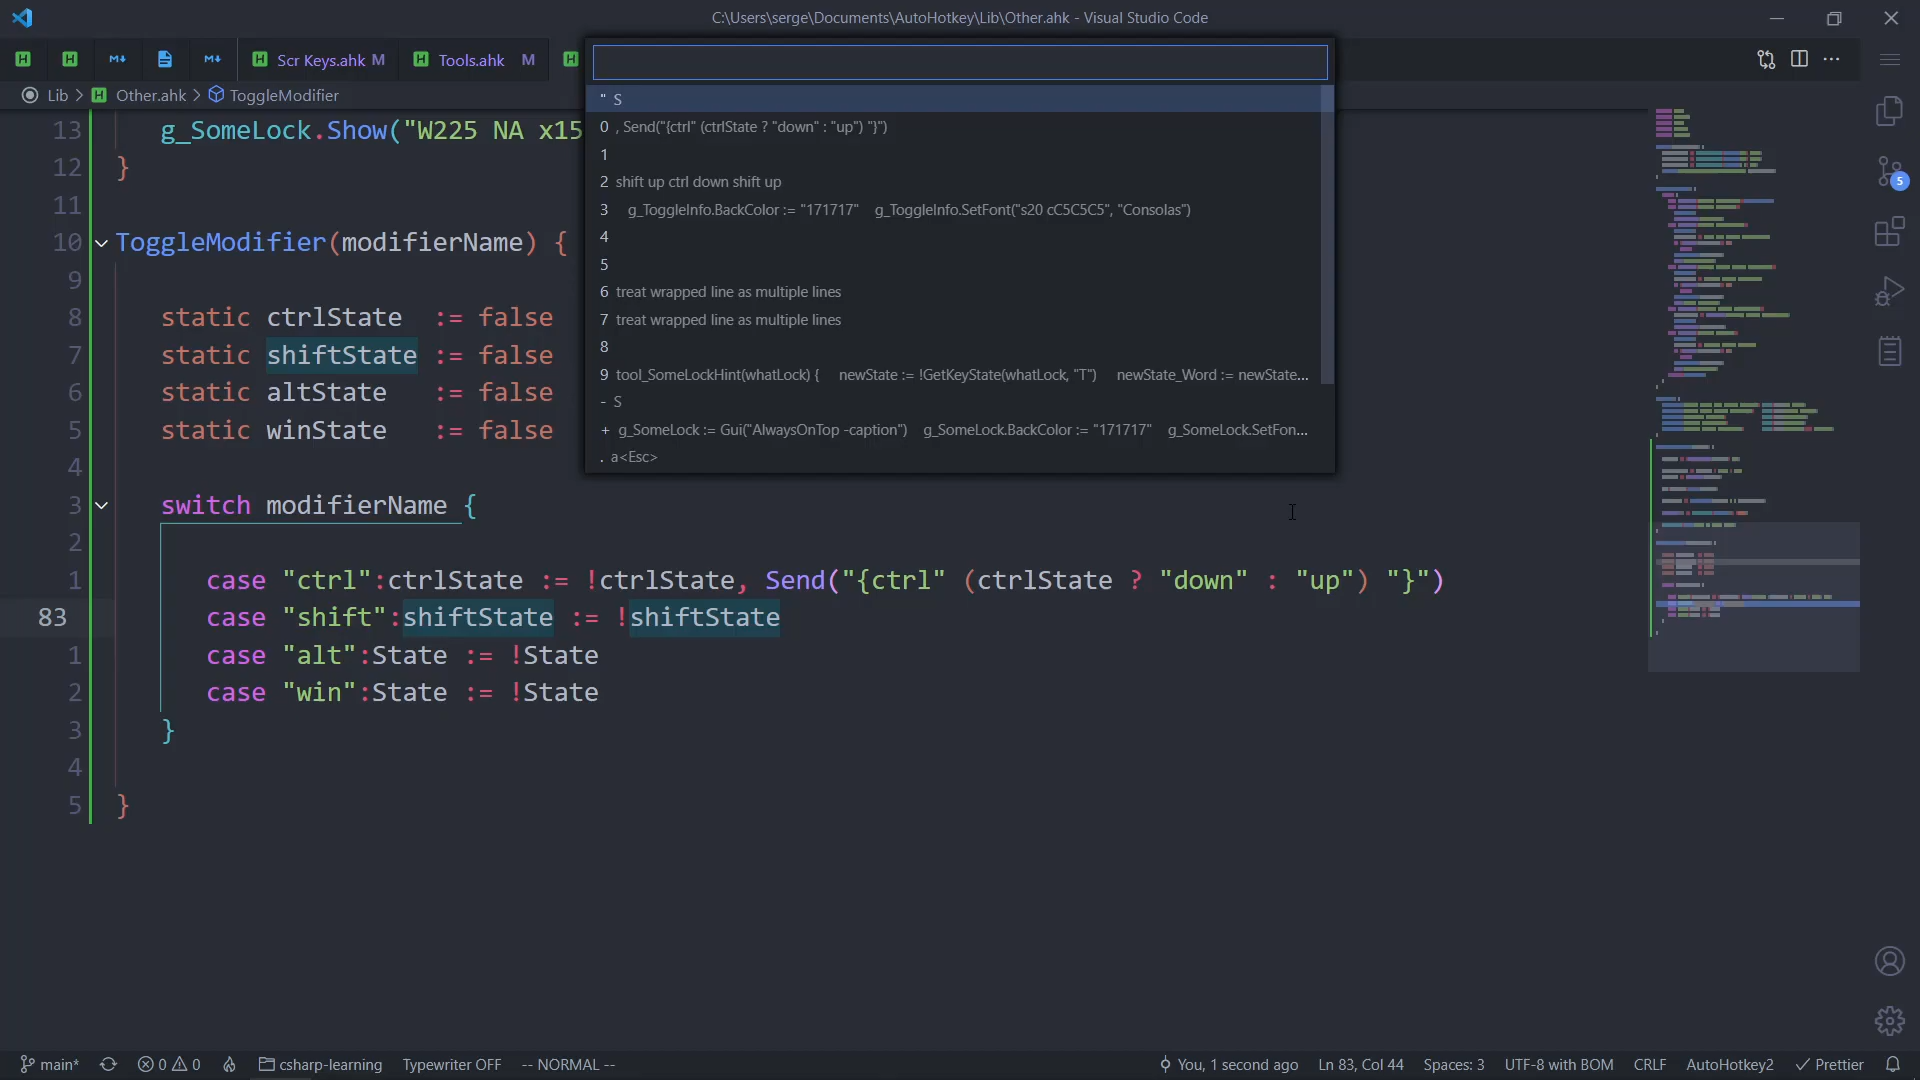 C:\Users\serge\Documents\AutoHotkey\Lib\Other.ahk - Visual Studio Code
Scr Keys.ahk M
Tools.ahk M
Lib > Other.ahk > ToggleModifier
13 g_SomeLock.Show("W225 NA x15
12 }
11
10 ToggleModifier(modifierName) {
9
8 static ctrlState := false
7 static shiftState := false
6 static altState := false
5 static winState := false
4
3 switch modifierName {
2
1 case "ctrl":ctrlState := !ctrlState, Send("{ctrl" (ctrlState ? "down" : "up") "}")
83 case "shift":shiftState := !shiftState
1 case "alt":State := !State
2 case "win":State := !State
3 }
4
5 }
" S
0 , Send("{ctrl" (ctrlState ? "down" : "up") "}")
1
2 shift up ctrl down shift up
3 g_ToggleInfo.BackColor := "171717" g_ToggleInfo.SetFont("s20 cC5C5C5", "Consolas")
4
5
6 treat wrapped line as multiple lines
7 treat wrapped line as multiple lines
8
9 tool_SomeLockHint(whatLock) { newState := !GetKeyState(whatLock, "T") newState_Word := newState...
- S
+ g_SomeLock := Gui("AlwaysOnTop -caption") g_SomeLock.BackColor := "171717" g_SomeLock.SetFon...
. a<Esc>
5
main* 0 0 csharp-learning Typewriter OFF -- NORMAL -- You, 1 second ago Ln 83, Col 44 Spaces: 3 UTF-8 with BOM CRLF AutoHotkey2 Prettier